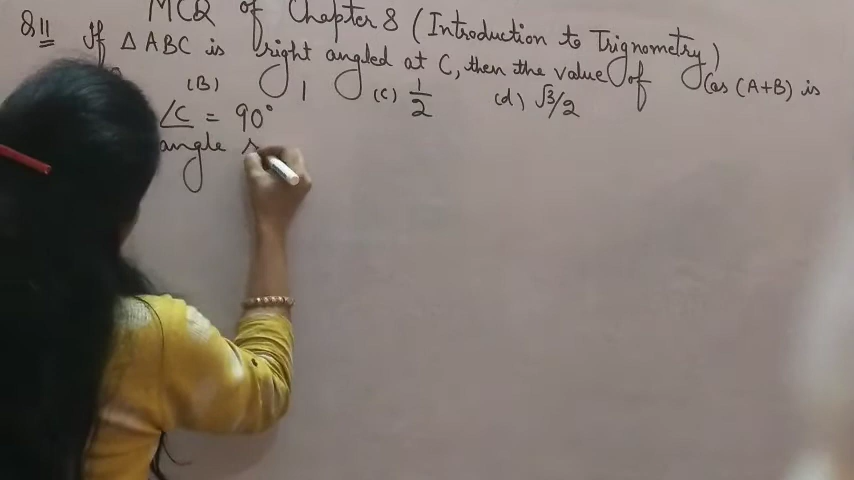 MCQ of Chapter 8 (Introduction to Trignometry)
Q11 If △ ABC is right angled at C, then the value of Cos (A+B) is
(B) 1 (C) 1/2 (d) √3/2
∠C = 90°
angle